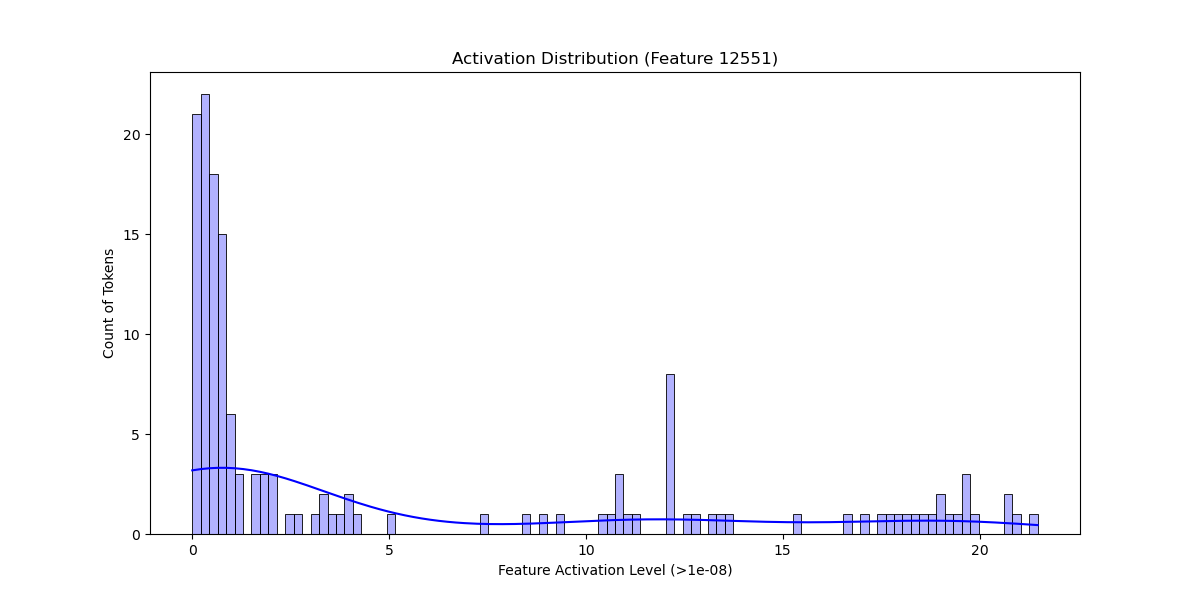 Activation Distribution (Feature 12551)
20
15
10
5
0
Count of Tokens
0 5 10 15 20
Feature Activation Level (>1e-08)